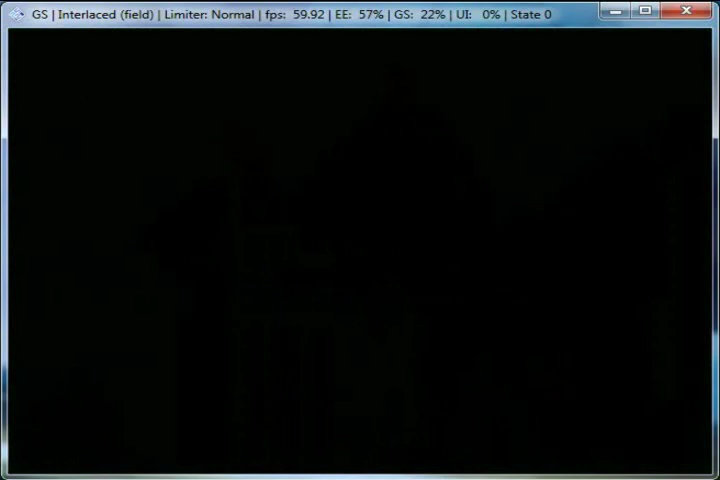 GS | Interlaced (field) | Limiter: Normal | fps: 59.92 | EE: 57% | GS: 22% | UI: 0% | State 0